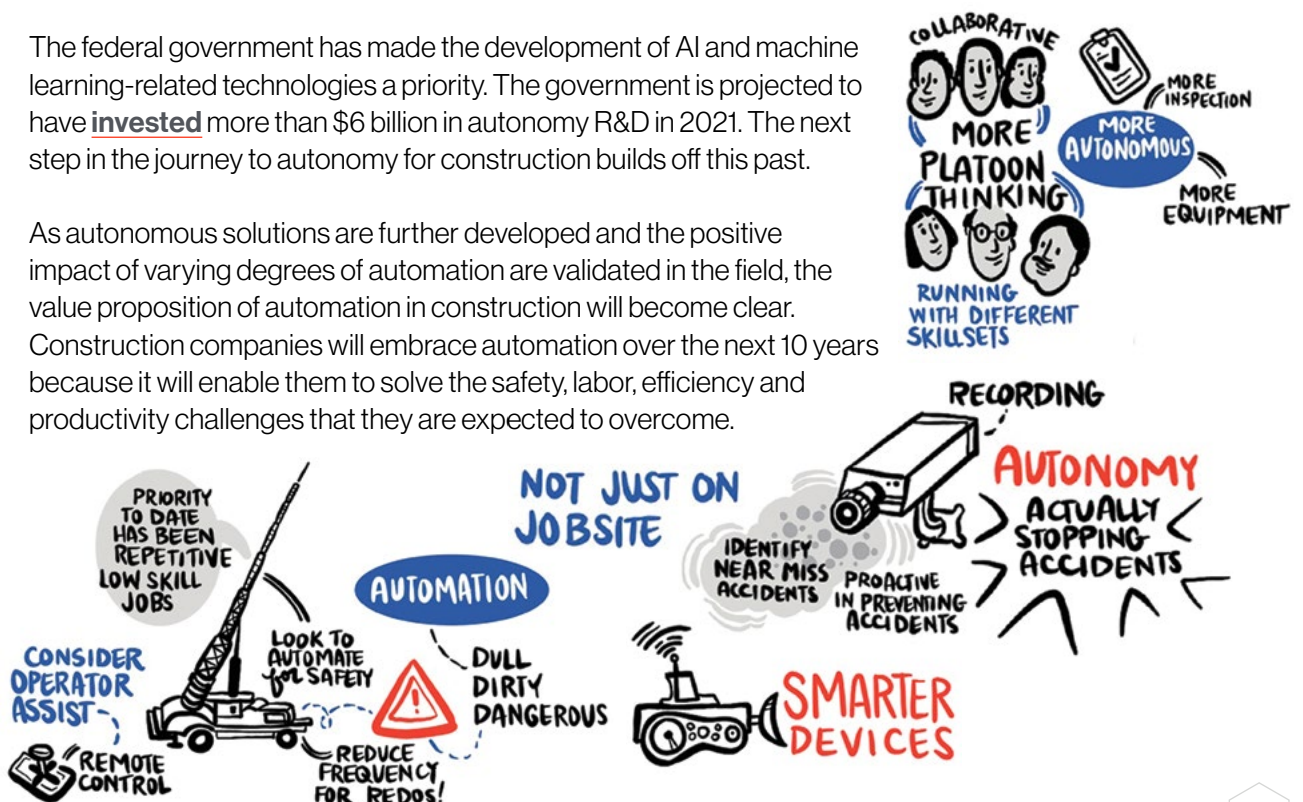 The federal government has made the development of AI and machine
learning-related technologies a priority. The government is projected to
have invested more than $6 billion in autonomy R&D in 2021. The next
step in the journey to autonomy for construction builds off this past.
As autonomous solutions are further developed and the positive
impact of varying degrees of automation are validated in the field, the
value proposition of automation in construction will become clear.
Construction companies will embrace automation over the next 10 years
because it will enable them to solve the safety, labor, efficiency and
productivity challenges that they are expected to overcome.
COLLABORATIVE
MORE
PLATOON
THINKING
RUNNING
WITH DIFFERENT
SKILLSETS
MORE
INSPECTION
MORE
AUTONOMOUS
MORE
EQUIPMENT
RECORDING
AUTONOMY
ACTUALLY
STOPPING
ACCIDENTS
IDENTIFY
NEAR MISS
ACCIDENTS
PROACTIVE
IN PREVENTING
ACCIDENTS
NOT JUST ON
JOBSITE
PRIORITY
TO DATE
HAS BEEN
REPETITIVE
LOW SKILL
JOBS
AUTOMATION
DULL
DIRTY
DANGEROUS
LOOK TO
AUTOMATE
for SAFETY
CONSIDER
OPERATOR
ASSIST
REMOTE
CONTROL
REDUCE
FREQUENCY
FOR REDOS!
SMARTER
DEVICES